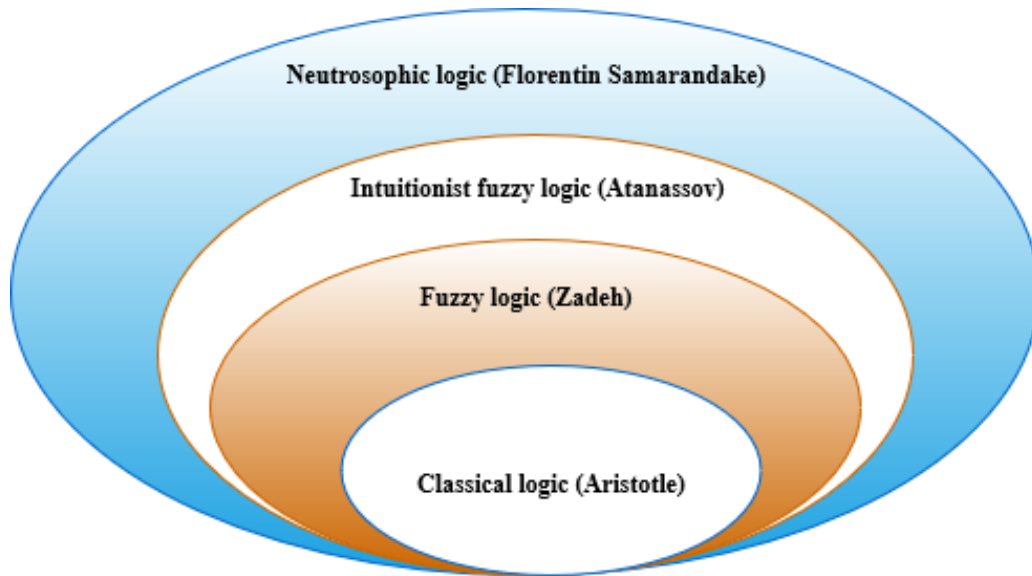 Neutrosophic logic (Florentin Samarandake)
Intuitionist fuzzy logic (Atanassov)
Fuzzy logic (Zadeh)
Classical logic (Aristotle)